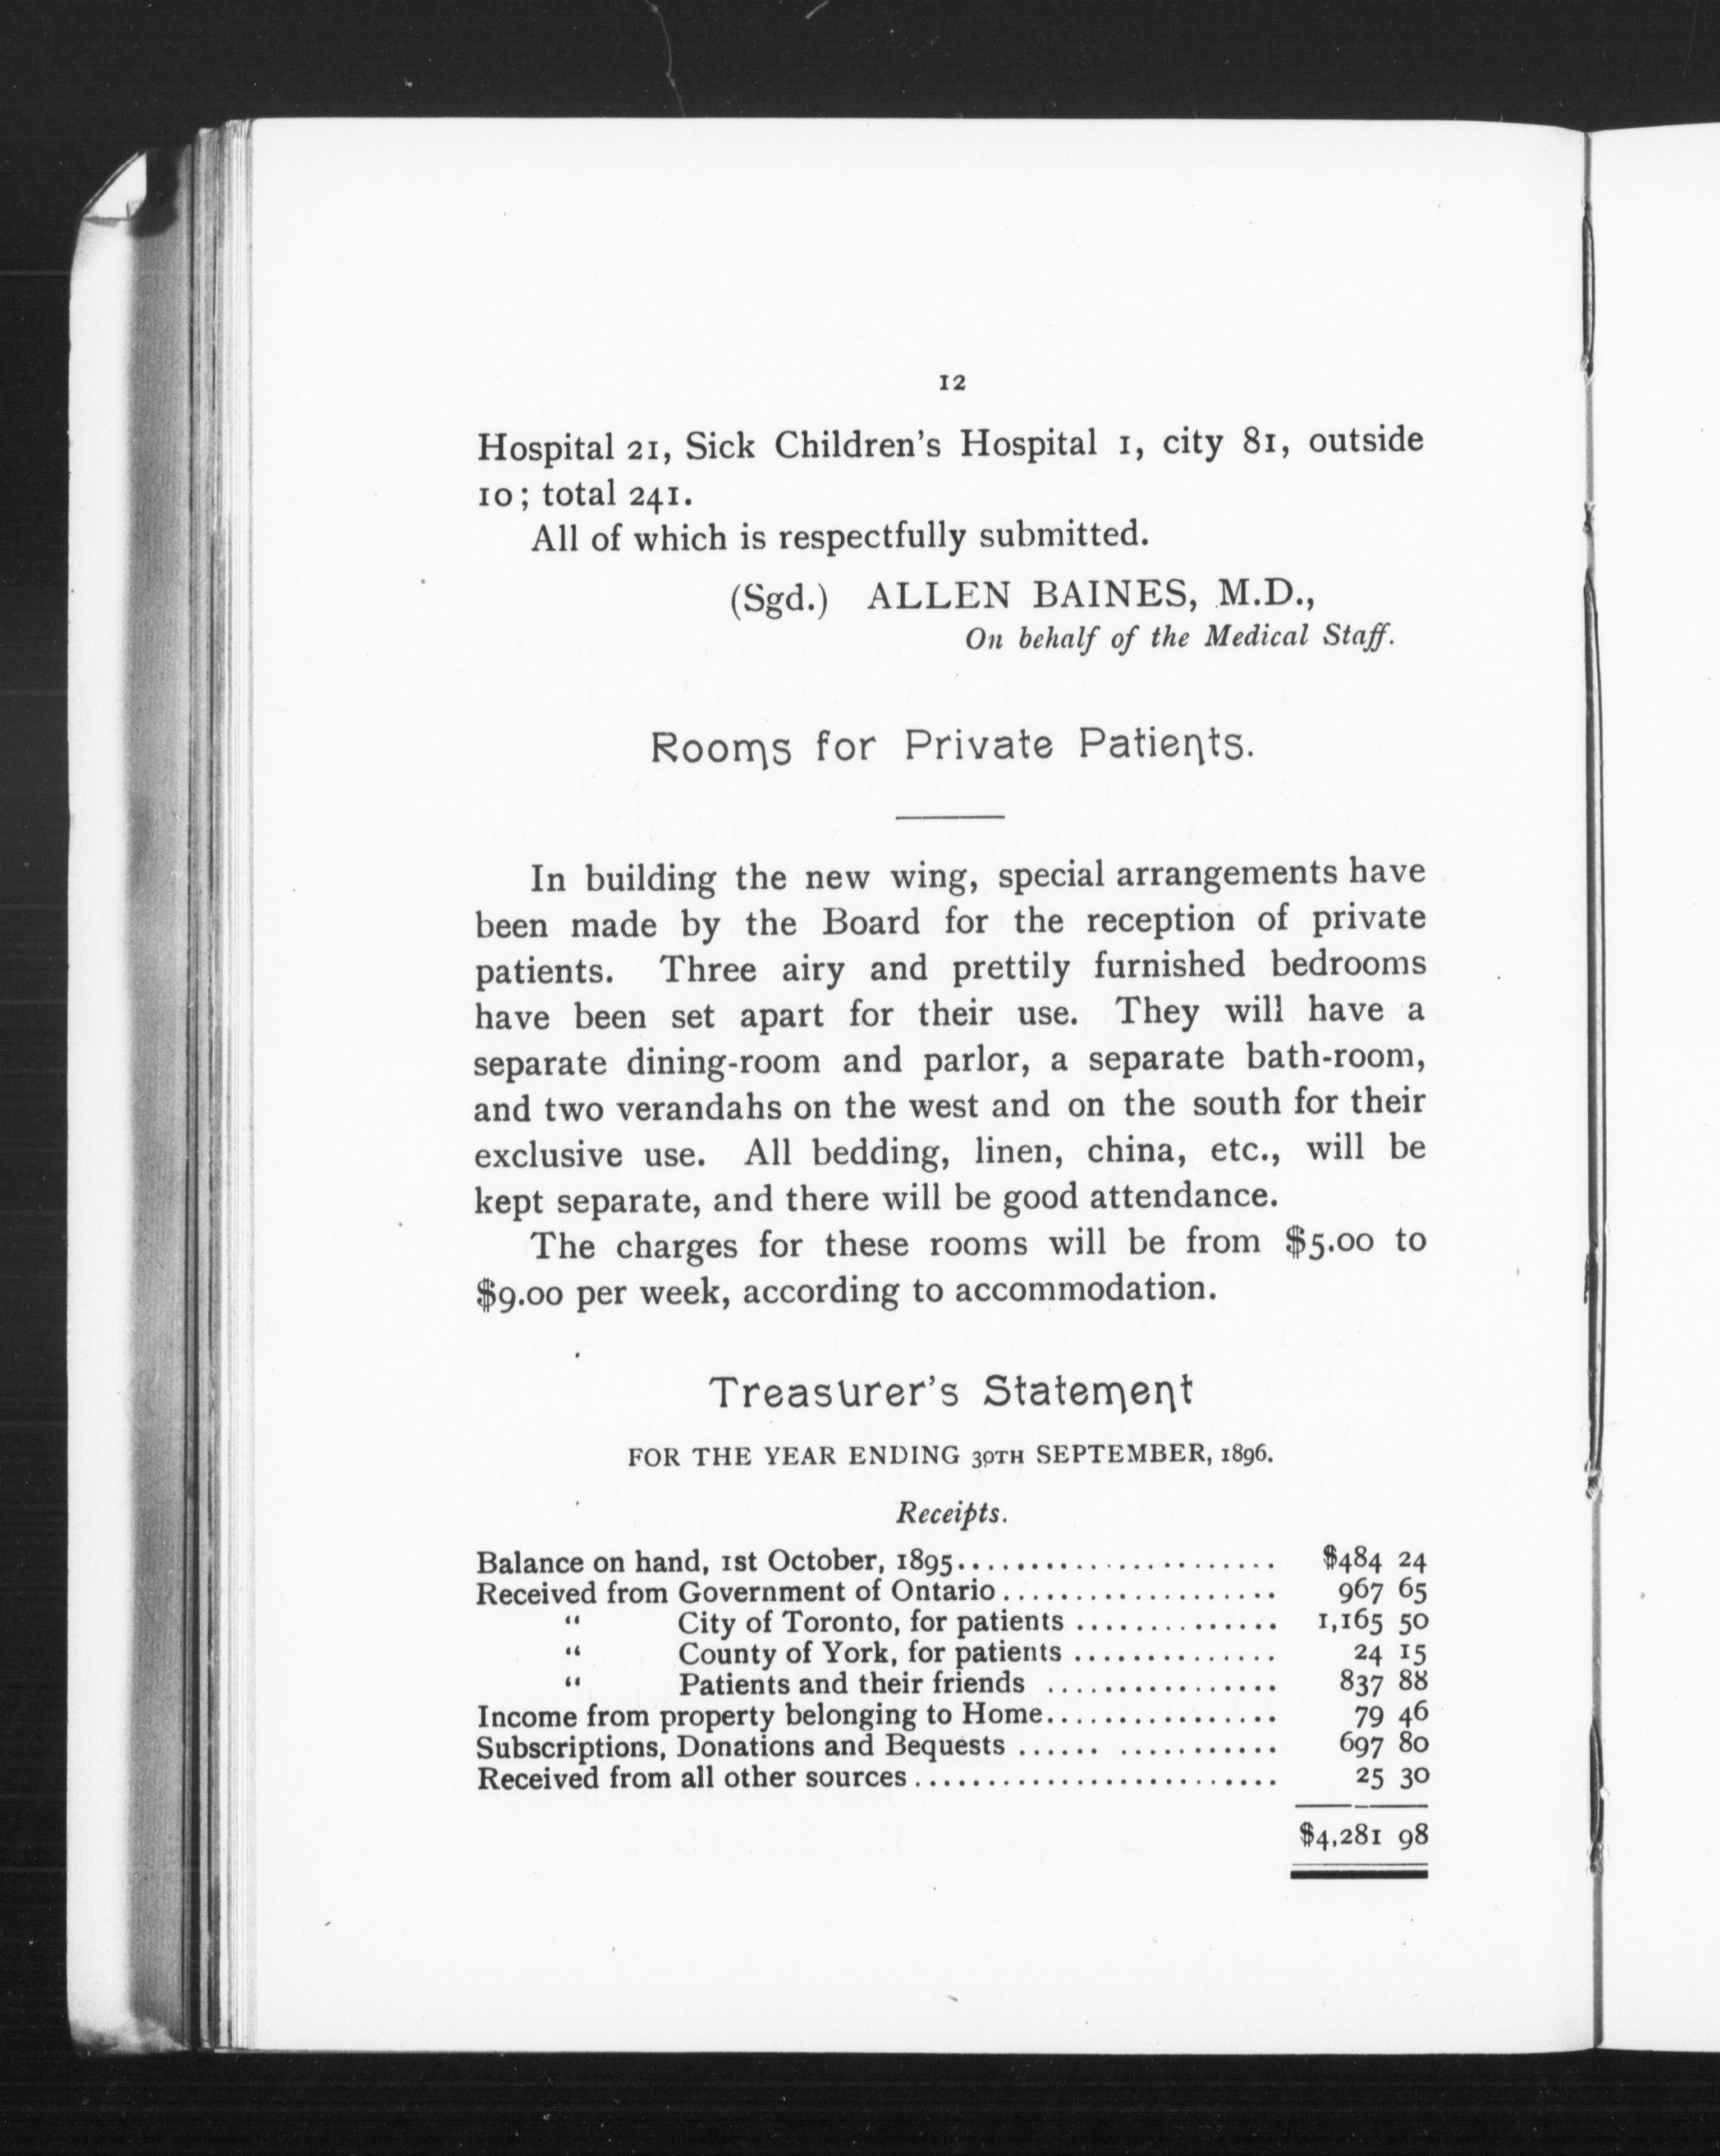 12
Hospital 21, Sick Children's Hospital 1, city 81, outside
10; total 241.
All of which is respectfully submitted.
(Sgd.) ALLEN BAINES, M.D.,
On behalf of the Medical Staff.
Rooms for Private Patients.
In building the new wing, special arrangements have
been made by the Board for the reception of private
patients. Three airy and prettily furnished bedrooms
have been set apart for their use. They will have a
separate dining-room and parlor, a separate bath-room,
and two verandahs on the west and on the south for their
exclusive use. All bedding, linen, china, etc., will be
kept separate, and there will be good attendance.
The charges for these rooms will be from $5.00 to
$9.00 per week, according to accommodation.
Treasurer's Statement
FOR THE YEAR ENDING 30TH SEPTEMBER, 1896.
Receipts.
Balance on hand, 1st October, 1895...................... $484 24
Received from Government of Ontario................... 967 65
" City of Toronto, for patients .............. 1,165 50
" County of York, for patients .............. 24 15
" Patients and their friends ................ 837 88
Income from property belonging to Home................ 79 46
Subscriptions, Donations and Bequests ...... ........... 697 80
Received from all other sources......................... 25 30
$4,281 98